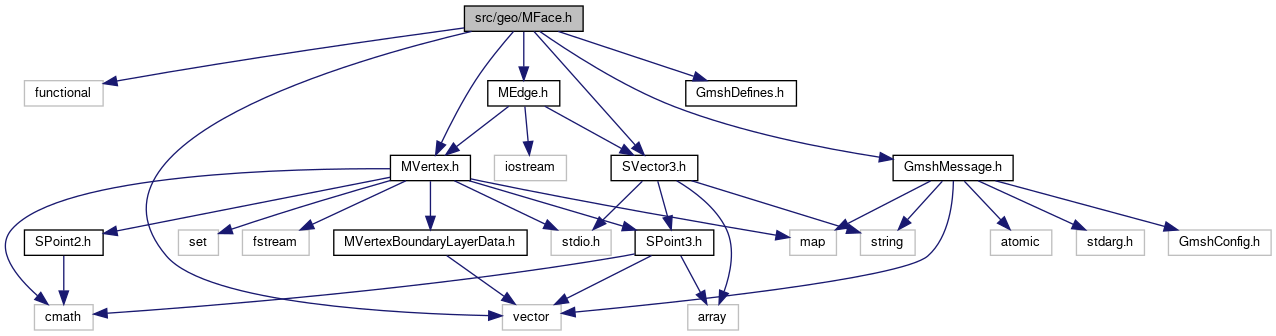 src/geo/MFace.h
functional
MEdge.h
GmshDefines.h
MVertex.h
iostream
SVector3.h
GmshMessage.h
SPoint2.h
set
fstream
MVertexBoundaryLayerData.h
stdio.h
SPoint3.h
map
string
atomic
stdarg.h
GmshConfig.h
cmath
vector
array